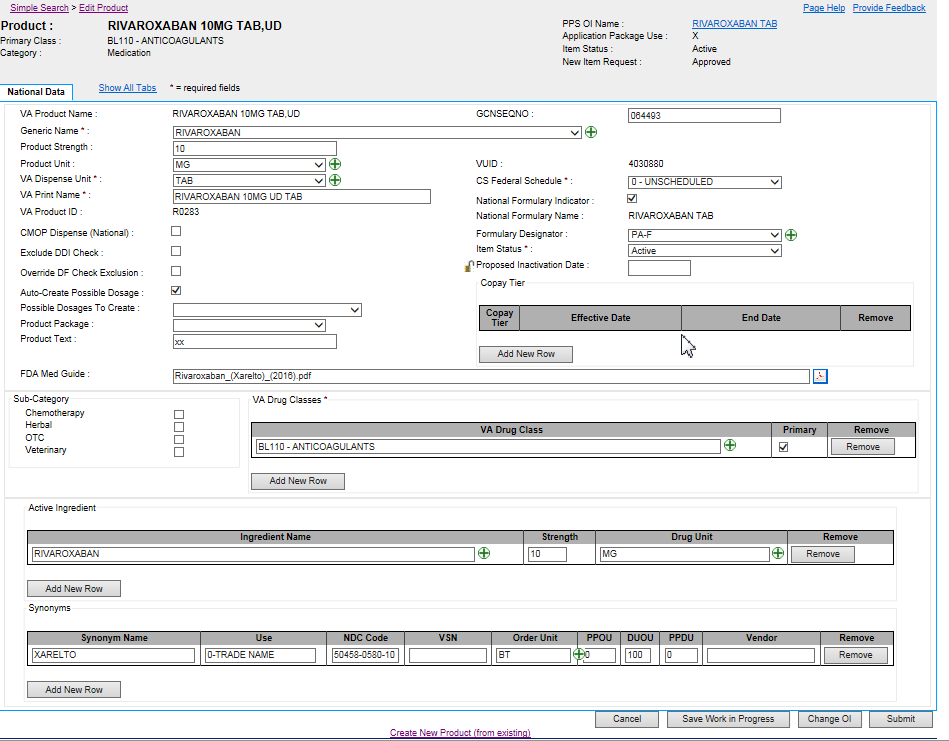 Simple Search > Edit Product
Page Help Provide Feedback
Product : RIVAROXABAN 10MG TAB,UD
Primary Class : BL110 - ANTICOAGULANTS
Category : Medication
PPS OI Name : RIVAROXABAN TAB
Application Package Use : X
Item Status : Active
New Item Request : Approved
National Data Show All Tabs * = required fields
VA Product Name : RIVAROXABAN 10MG TAB,UD
Generic Name * : RIVAROXABAN
Product Strength : 10
Product Unit : MG
VA Dispense Unit * : TAB
VA Print Name * : RIVAROXABAN 10MG UD TAB
VA Product ID : R0283
CMOP Dispense (National) :
Exclude DDI Check :
Override DF Check Exclusion :
Auto-Create Possible Dosage :
Possible Dosages To Create :
Product Package :
Product Text : xx
GCNSEQNO : 064493
VUID : 4030880
CS Federal Schedule * : 0 - UNSCHEDULED
National Formulary Indicator :
National Formulary Name : RIVAROXABAN TAB
Formulary Designator : PA-F
Item Status * : Active
Proposed Inactivation Date :
Copay Tier
Copay Tier Effective Date End Date Remove
Add New Row
FDA Med Guide : Rivaroxaban_(Xarelto)_(2016).pdf
Sub-Category
Chemotherapy
Herbal
OTC
Veterinary
VA Drug Classes *
VA Drug Class Primary Remove
BL110 - ANTICOAGULANTS Remove
Add New Row
Active Ingredient
Ingredient Name Strength Drug Unit Remove
RIVAROXABAN 10 MG Remove
Add New Row
Synonyms
Synonym Name Use NDC Code VSN Order Unit PPOU DUOU PPDU Vendor Remove
XARELTO 0-TRADE NAME 50458-0580-10 BT 0 100 0 Remove
Add New Row
Cancel Save Work in Progress Change OI Submit
Create New Product (from existing)